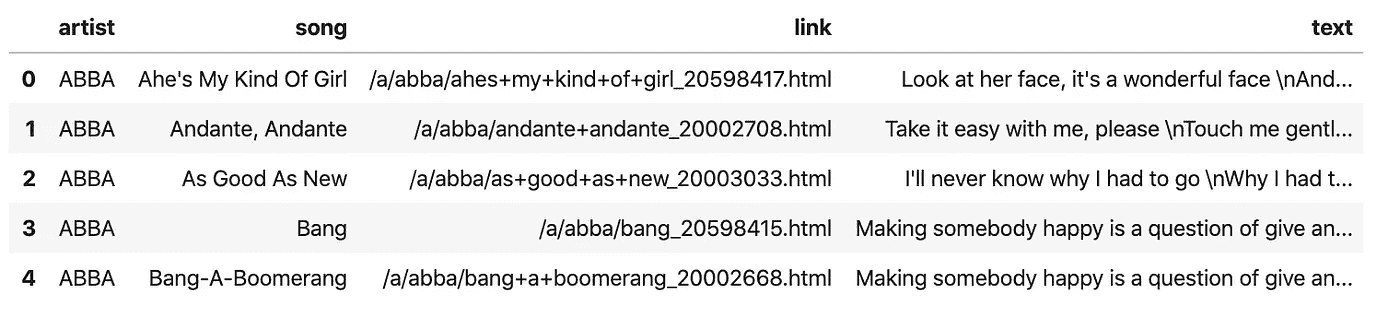 artist song link text
0 ABBA Ahe's My Kind Of Girl /a/abba/ahes+my+kind+of+girl_20598417.html Look at her face, it's a wonderful face \nAnd...
1 ABBA Andante, Andante /a/abba/andante+andante_20002708.html Take it easy with me, please \nTouch me gentl...
2 ABBA As Good As New /a/abba/as+good+as+new_20003033.html I'll never know why I had to go \nWhy I had t...
3 ABBA Bang /a/abba/bang_20598415.html Making somebody happy is a question of give an...
4 ABBA Bang-A-Boomerang /a/abba/bang+a+boomerang_20002668.html Making somebody happy is a question of give an...